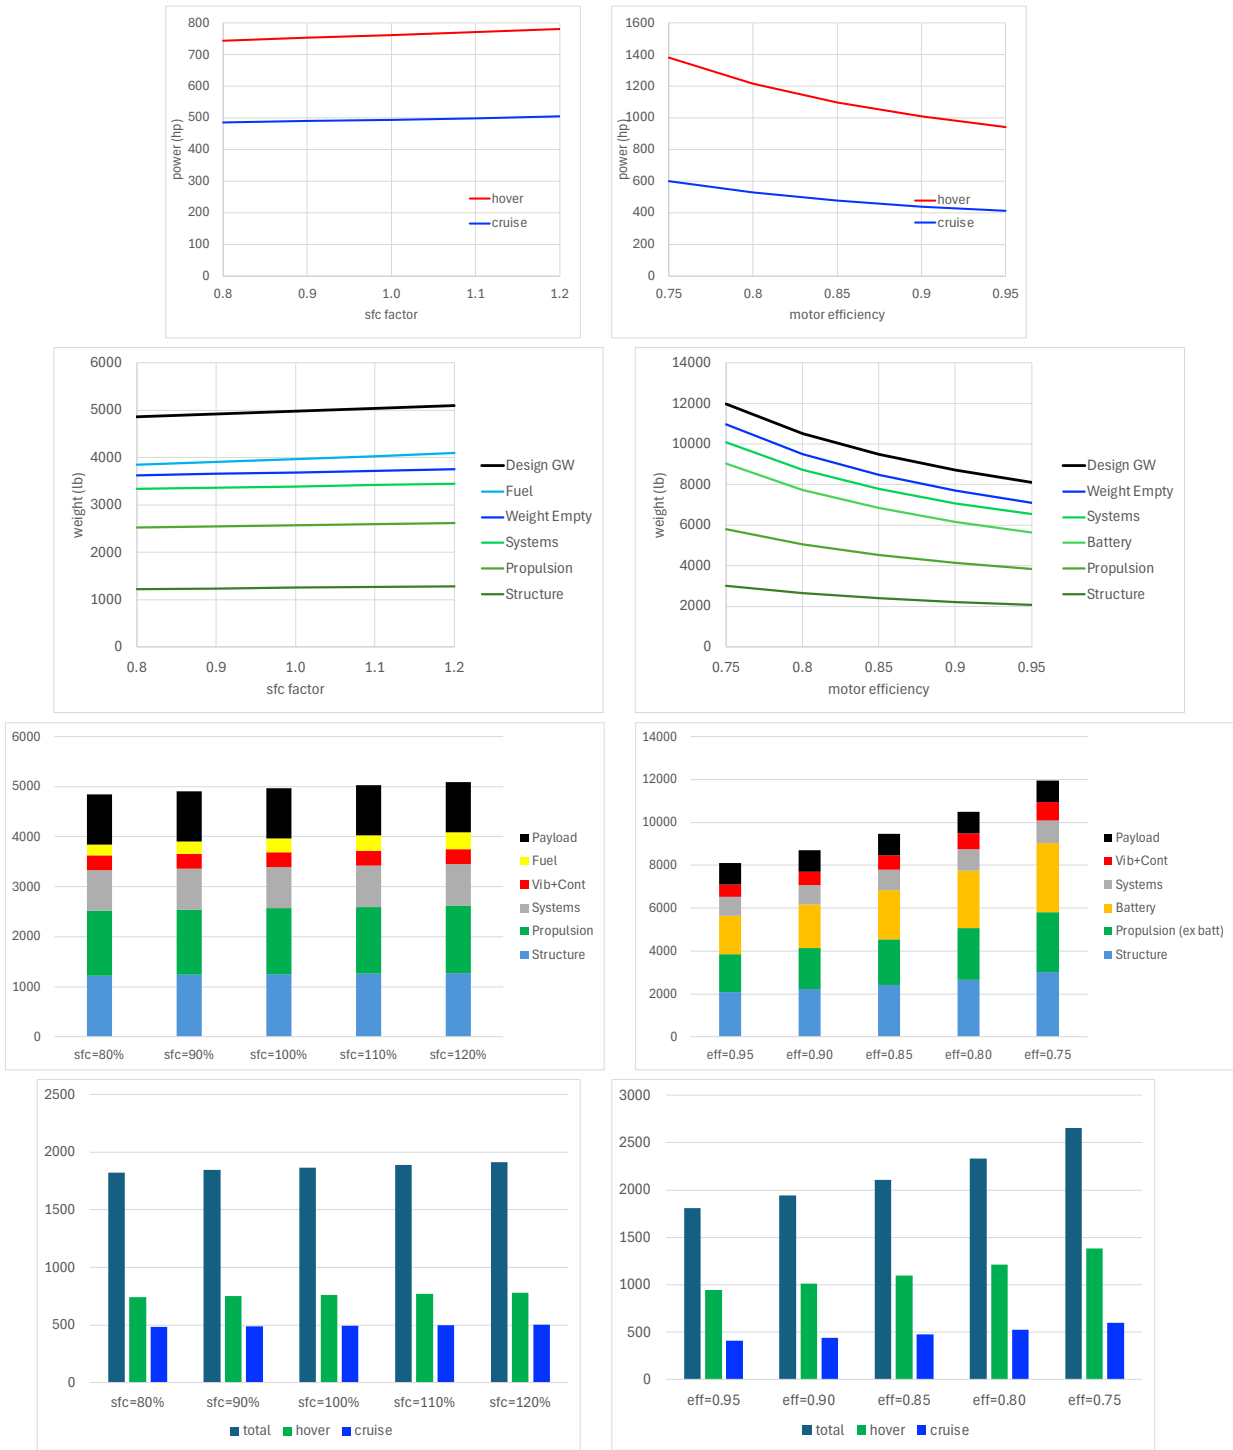 800
700
600
500
400
300
200
100
0
power (hp)
hover
cruise
0.8 0.9 1.0 1.1 1.2
sfc factor
1600
1400
1200
1000
800
600
400
200
0
power (hp)
hover
cruise
0.75 0.8 0.85 0.9 0.95
motor efficiency
6000
5000
4000
3000
2000
1000
0
weight (lb)
Design GW
Fuel
Weight Empty
Systems
Propulsion
Structure
0.8 0.9 1.0 1.1 1.2
sfc factor
14000
12000
10000
8000
6000
4000
2000
0
weight (lb)
Design GW
Weight Empty
Systems
Battery
Propulsion
Structure
0.75 0.8 0.85 0.9 0.95
motor efficiency
6000
5000
4000
3000
2000
1000
0
Payload
Fuel
Vib+Cont
Systems
Propulsion
Structure
sfc=80% sfc=90% sfc=100% sfc=110% sfc=120%
14000
12000
10000
8000
6000
4000
2000
0
Payload
Vib+Cont
Systems
Battery
Propulsion (ex batt)
Structure
eff=0.95 eff=0.90 eff=0.85 eff=0.80 eff=0.75
2500
2000
1500
1000
500
0
sfc=80% sfc=90% sfc=100% sfc=110% sfc=120%
total hover cruise
3000
2500
2000
1500
1000
500
0
eff=0.95 eff=0.90 eff=0.85 eff=0.80 eff=0.75
total hover cruise